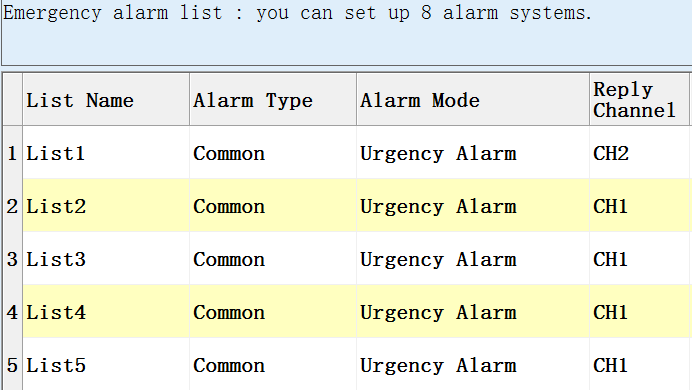 Emergency alarm list : you can set up 8 alarm systems.
List Name Alarm Type Alarm Mode Reply Channel
1 List1 Common Urgency Alarm CH2
2 List2 Common Urgency Alarm CH1
3 List3 Common Urgency Alarm CH1
4 List4 Common Urgency Alarm CH1
5 List5 Common Urgency Alarm CH1